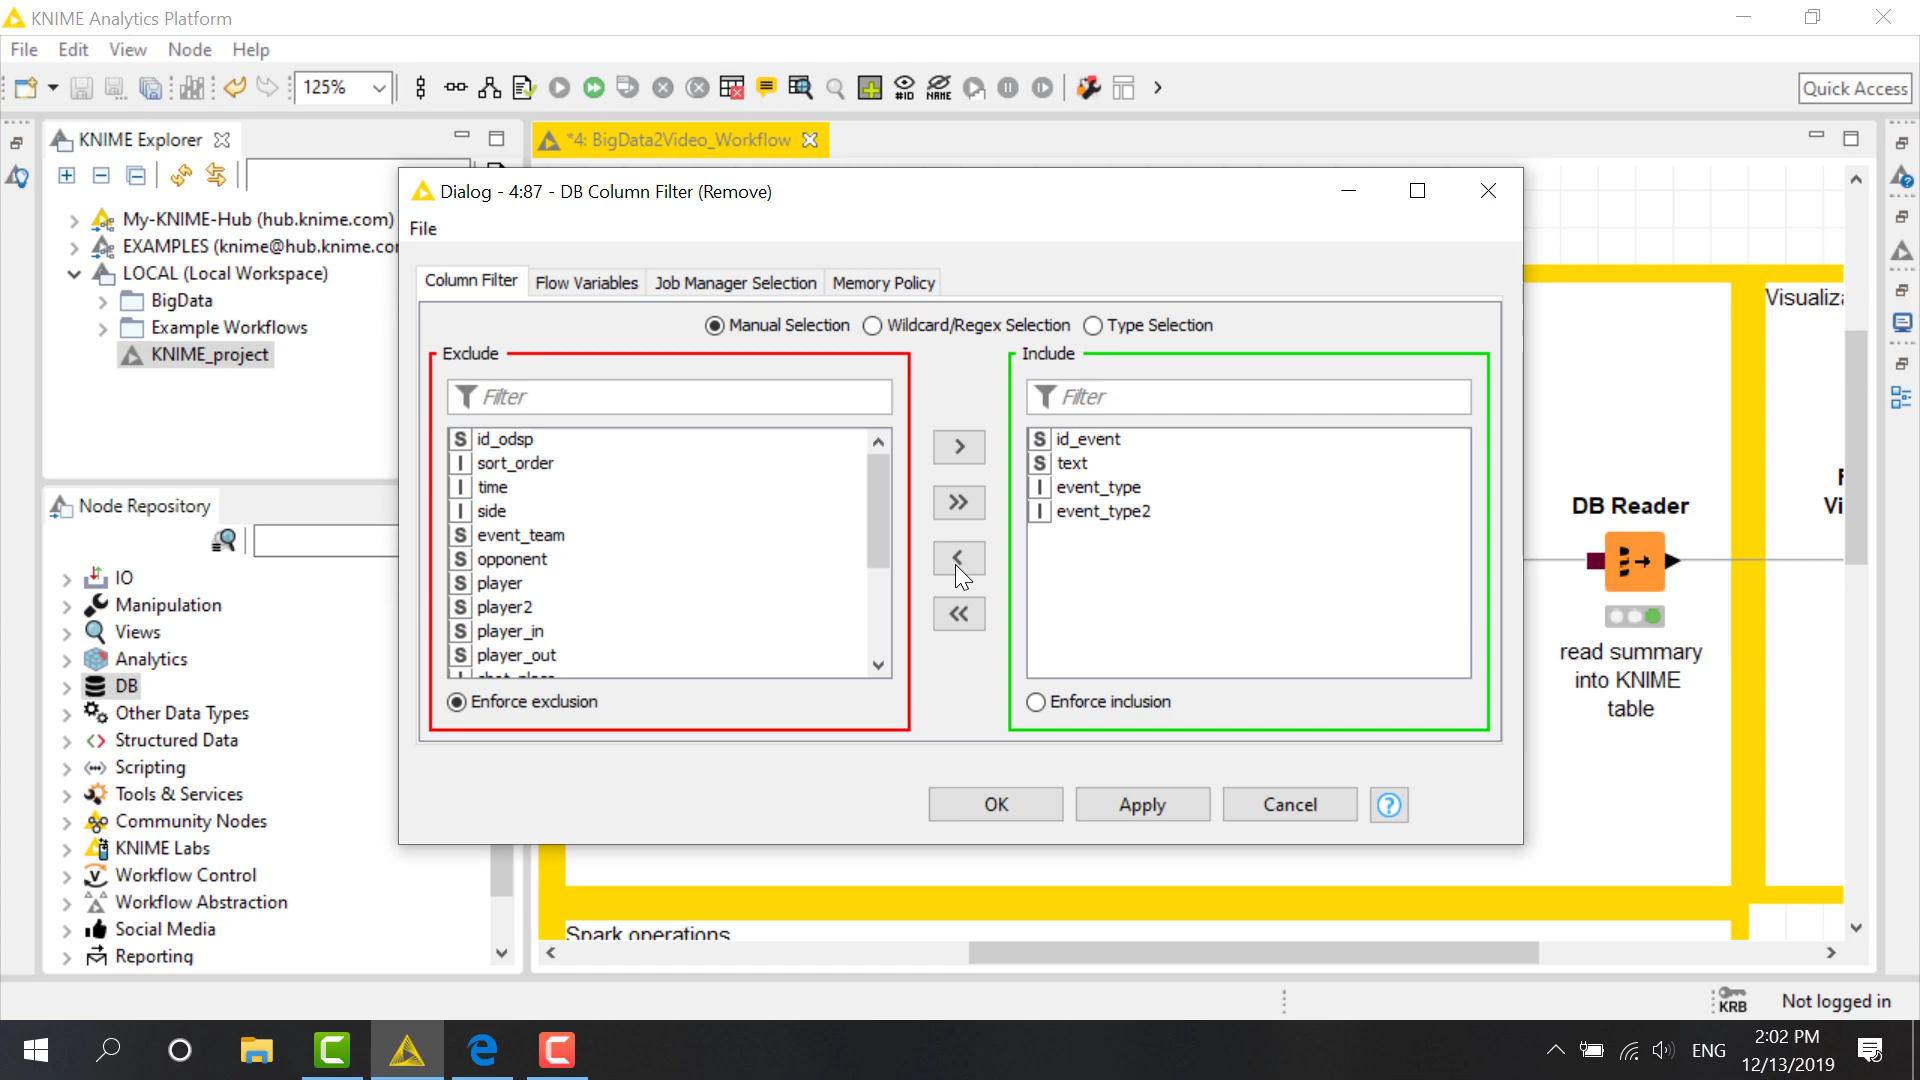 KNIME Analytics Platform
File Edit View Node Help
125%
#ID
NAME
Quick Access
KNIME Explorer
*4: BigData2Video_Workflow
My-KNIME-Hub (hub.knime.com)
EXAMPLES (knime@hub.knime.co
LOCAL (Local Workspace)
BigData
Example Workflows
KNIME_project
Node Repository
IO
Manipulation
Views
Analytics
DB
Other Data Types
Structured Data
Scripting
Tools & Services
Community Nodes
KNIME Labs
Workflow Control
Workflow Abstraction
Social Media
Reporting
Dialog - 4:87 - DB Column Filter (Remove)
File
Column Filter Flow Variables Job Manager Selection Memory Policy
Manual Selection Wildcard/Regex Selection Type Selection
Exclude
Filter
S id_odsp
I sort_order
I time
I side
S event_team
S opponent
S player
S player2
S player_in
S player_out
Enforce exclusion
Include
Filter
S id_event
S text
I event_type
I event_type2
Enforce inclusion
OK Apply Cancel ?
Visualiz
DB Reader
Vi
read summary
into KNIME
table
Spark operations
KRB Not logged in
ENG
2:02 PM
12/13/2019